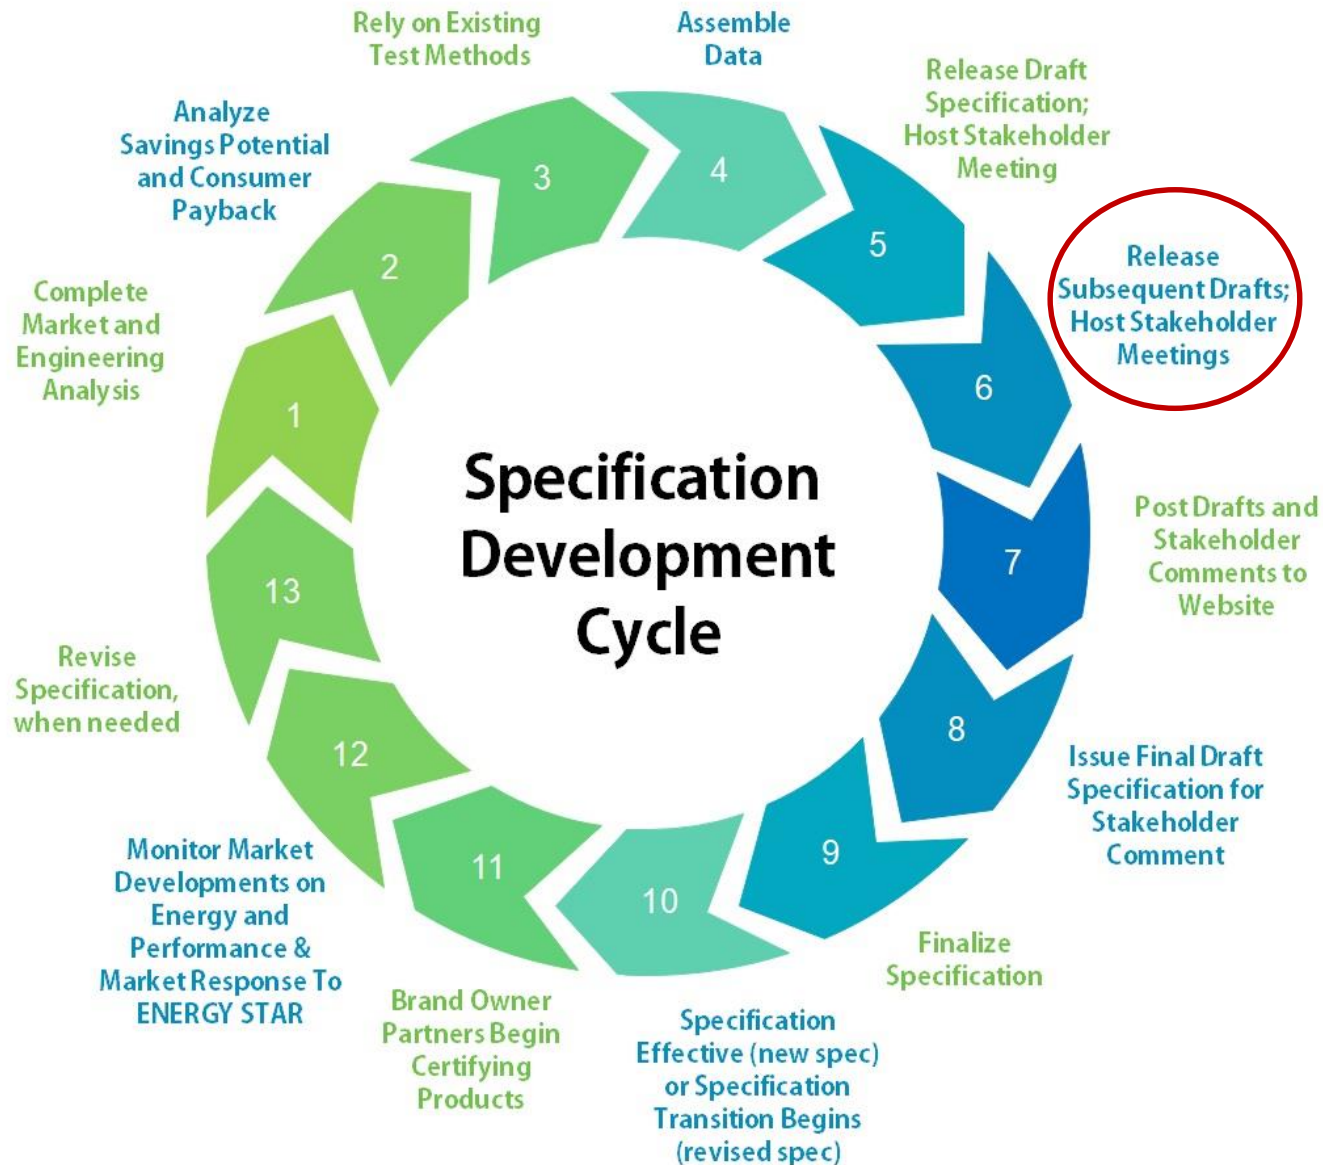 Rely on Existing
Test Methods
Assemble
Data
Release Draft
Specification;
Host Stakeholder
Meeting
Analyze
Savings Potential
and Consumer
Payback
Release
Subsequent Drafts;
Host Stakeholder
Meetings
Complete
Market and
Engineering
Analysis
1
2
3
4
5
6
7
8
9
10
11
12
13
Specification
Development
Cycle
Post Drafts and
Stakeholder
Comments to
Website
Revise
Specification,
when needed
Issue Final Draft
Specification for
Stakeholder
Comment
Monitor Market
Developments on
Energy and
Performance &
Market Response To
ENERGY STAR
Finalize
Specification
Brand Owner
Partners Begin
Certifying
Products
Specification
Effective (new spec)
or Specification
Transition Begins
(revised spec)